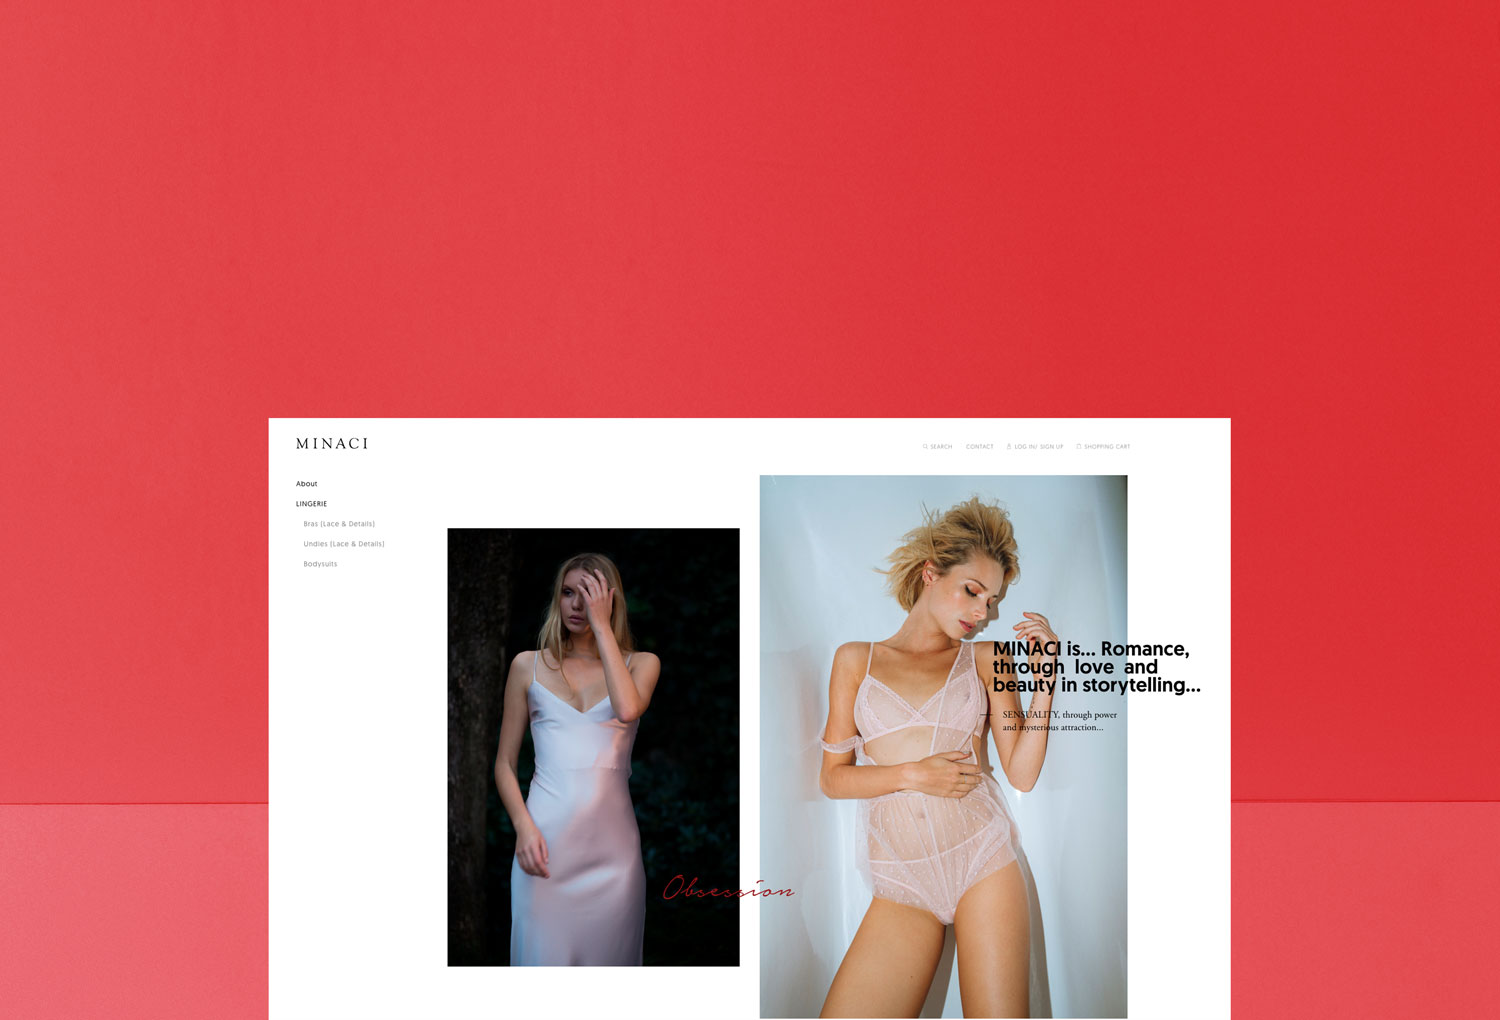 MINACI
SEARCH
CONTACT
LOG IN/ SIGN UP
SHOPPING CART
About
LINGERIE
Bras (Lace & Details)
Undies (Lace & Details)
Bodysuits
MINACI is... Romance,
through love and
beauty in storytelling...
SENSUALITY, through power
and mysterious attraction...
Obsession